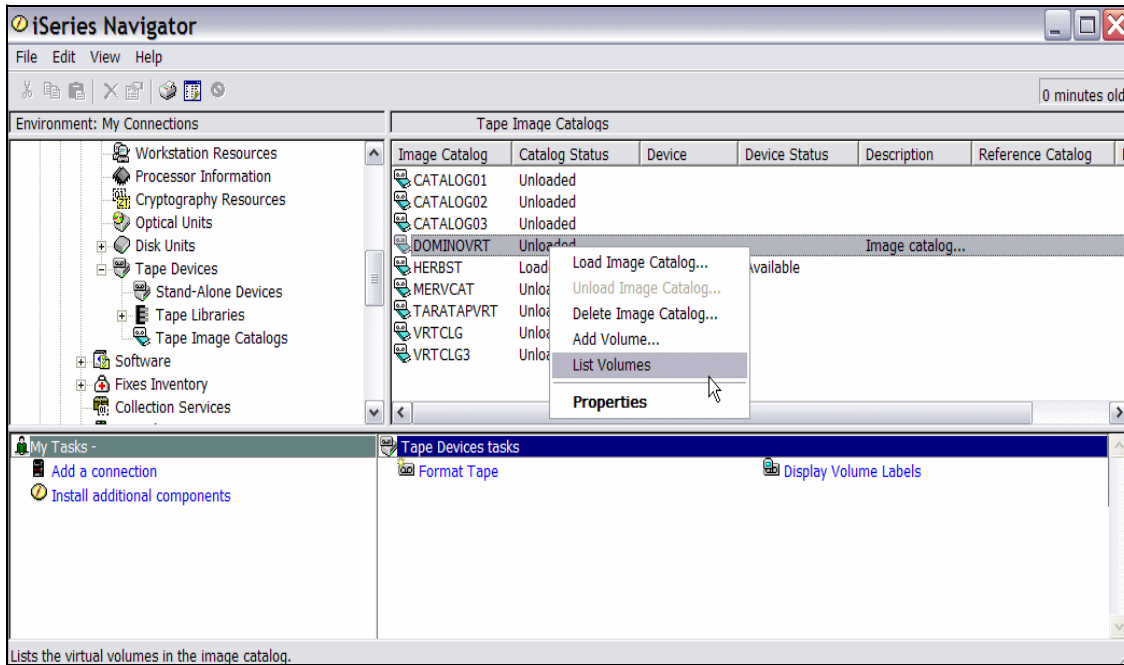 iSeries Navigator
File Edit View Help
0 minutes old
Environment: My Connections
Tape Image Catalogs
Workstation Resources
Processor Information
Cryptography Resources
Optical Units
Disk Units
Tape Devices
Stand-Alone Devices
Tape Libraries
Tape Image Catalogs
Software
Fixes Inventory
Collection Services
Image Catalog Catalog Status Device Device Status Description Reference Catalog
CATALOG01 Unloaded
CATALOG02 Unloaded
CATALOG03 Unloaded
DOMINOVRT Unloaded Image catalog...
HERBST Load Available
MERVCAT Unloa
TARATAPVRT Unloa
VRTCLG Unloa
VRTCLG3 Unloa
Load Image Catalog...
Unload Image Catalog...
Delete Image Catalog...
Add Volume...
List Volumes
Properties
My Tasks -
Add a connection
Install additional components
Tape Devices tasks
Format Tape
Display Volume Labels
Lists the virtual volumes in the image catalog.